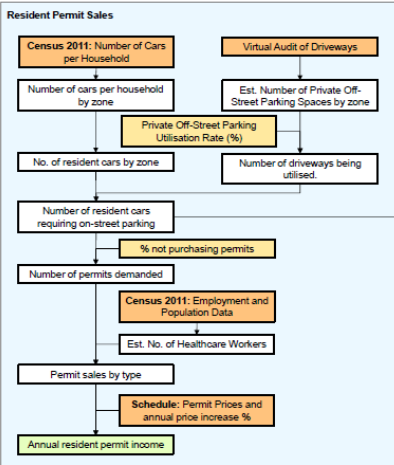 Resident Permit Sales
Census 2011: Number of Cars
per Household
Virtual Audit of Driveways
Number of cars per household
by zone
Est. Number of Private Off-
Street Parking Spaces by zone
Private Off-Street Parking
Utilisation Rate (%)
No. of resident cars by zone
Number of driveways being
utilised.
Number of resident cars
requiring on-street parking
% not purchasing permits
Number of permits demanded
Census 2011: Employment and
Population Data
Est. No. of Healthcare Workers
Permit sales by type
Schedule: Permit Prices and
annual price increase %
Annual resident permit income